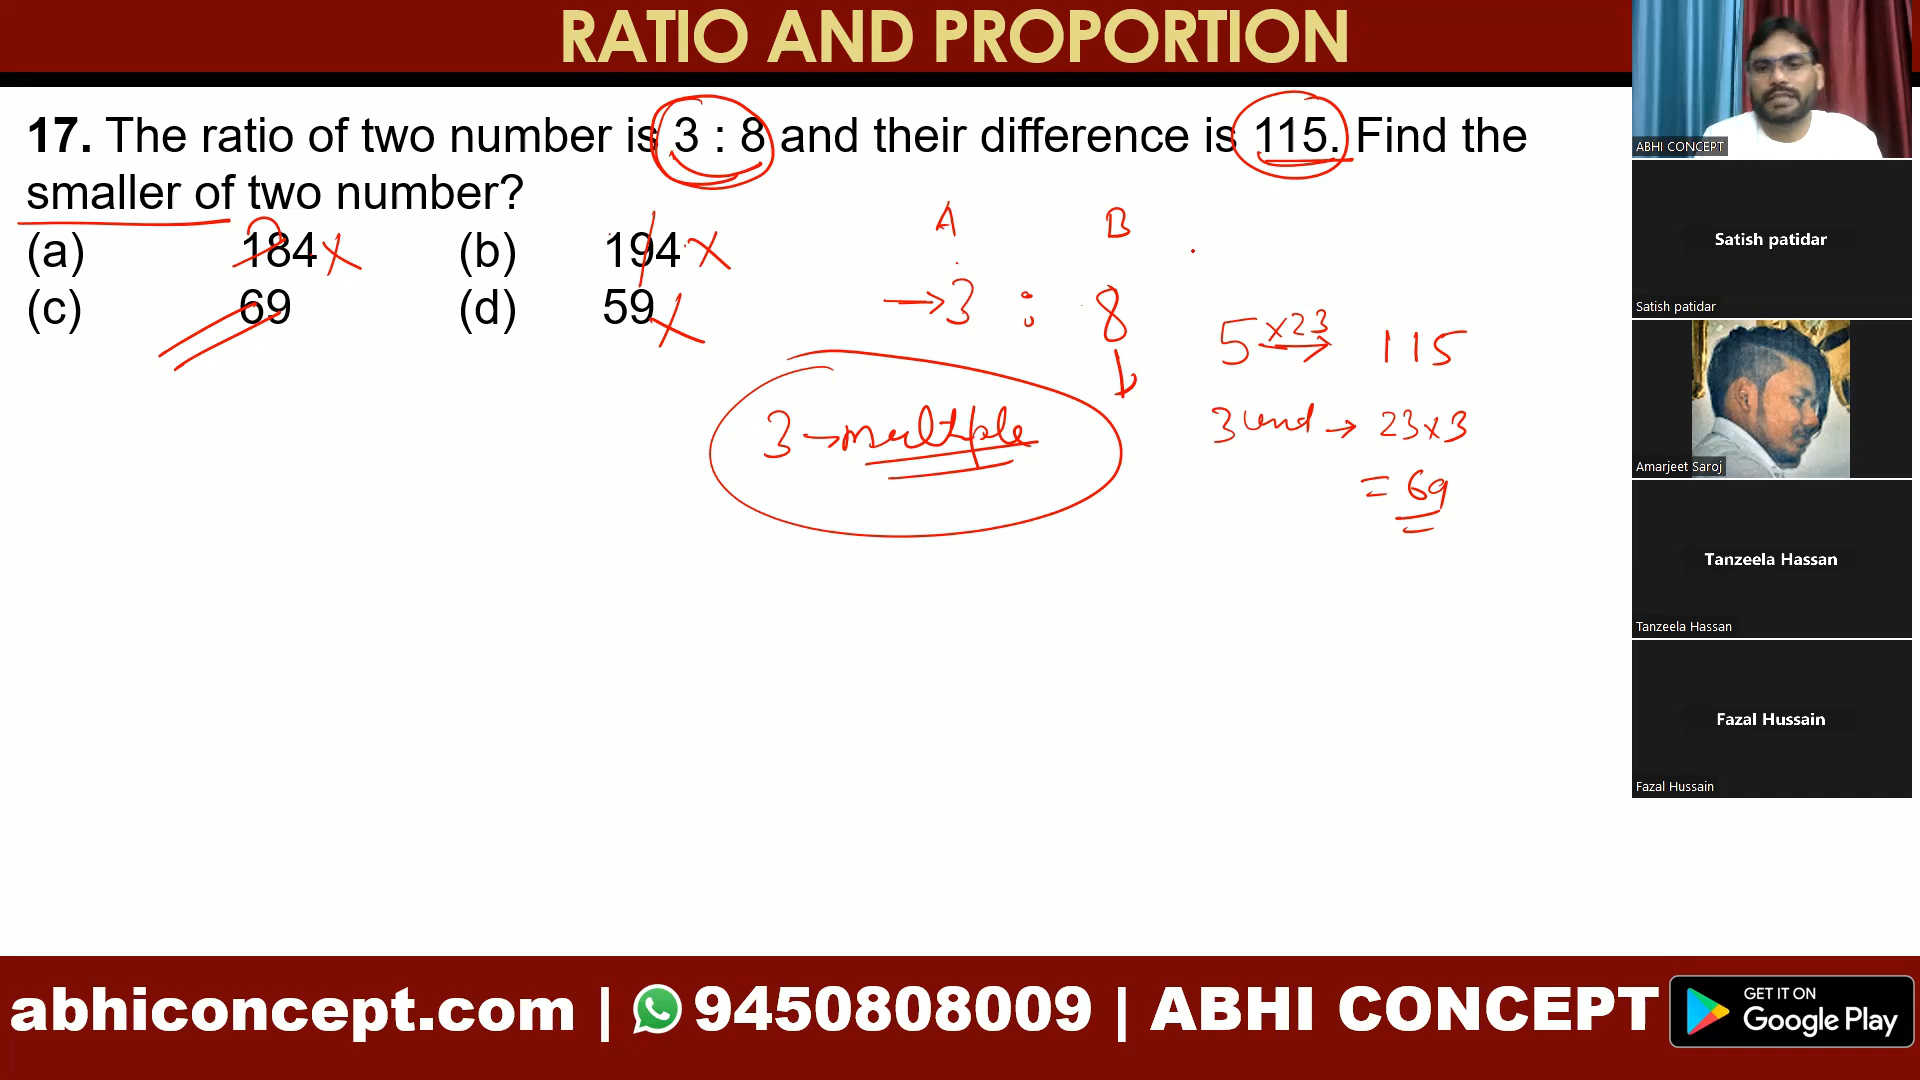 RATIO AND PROPORTION
17. The ratio of two number is 3 : 8 and their difference is 115. Find the
smaller of two number?
(a) 184 x (b) 194 x
(c) 69 (d) 59 x
A B
→ 3 : 8
3 → multiple
5 ×23 → 115
3 → 23×3
= 69
ABHI CONCEPT
Satish patidar
Satish patidar
Amarjeet Saroj
Tanzeela Hassan
Tanzeela Hassan
Fazal Hussain
Fazal Hussain
abhiconcept.com | 9450808009 | ABHI CONCEPT
GET IT ON
Google Play